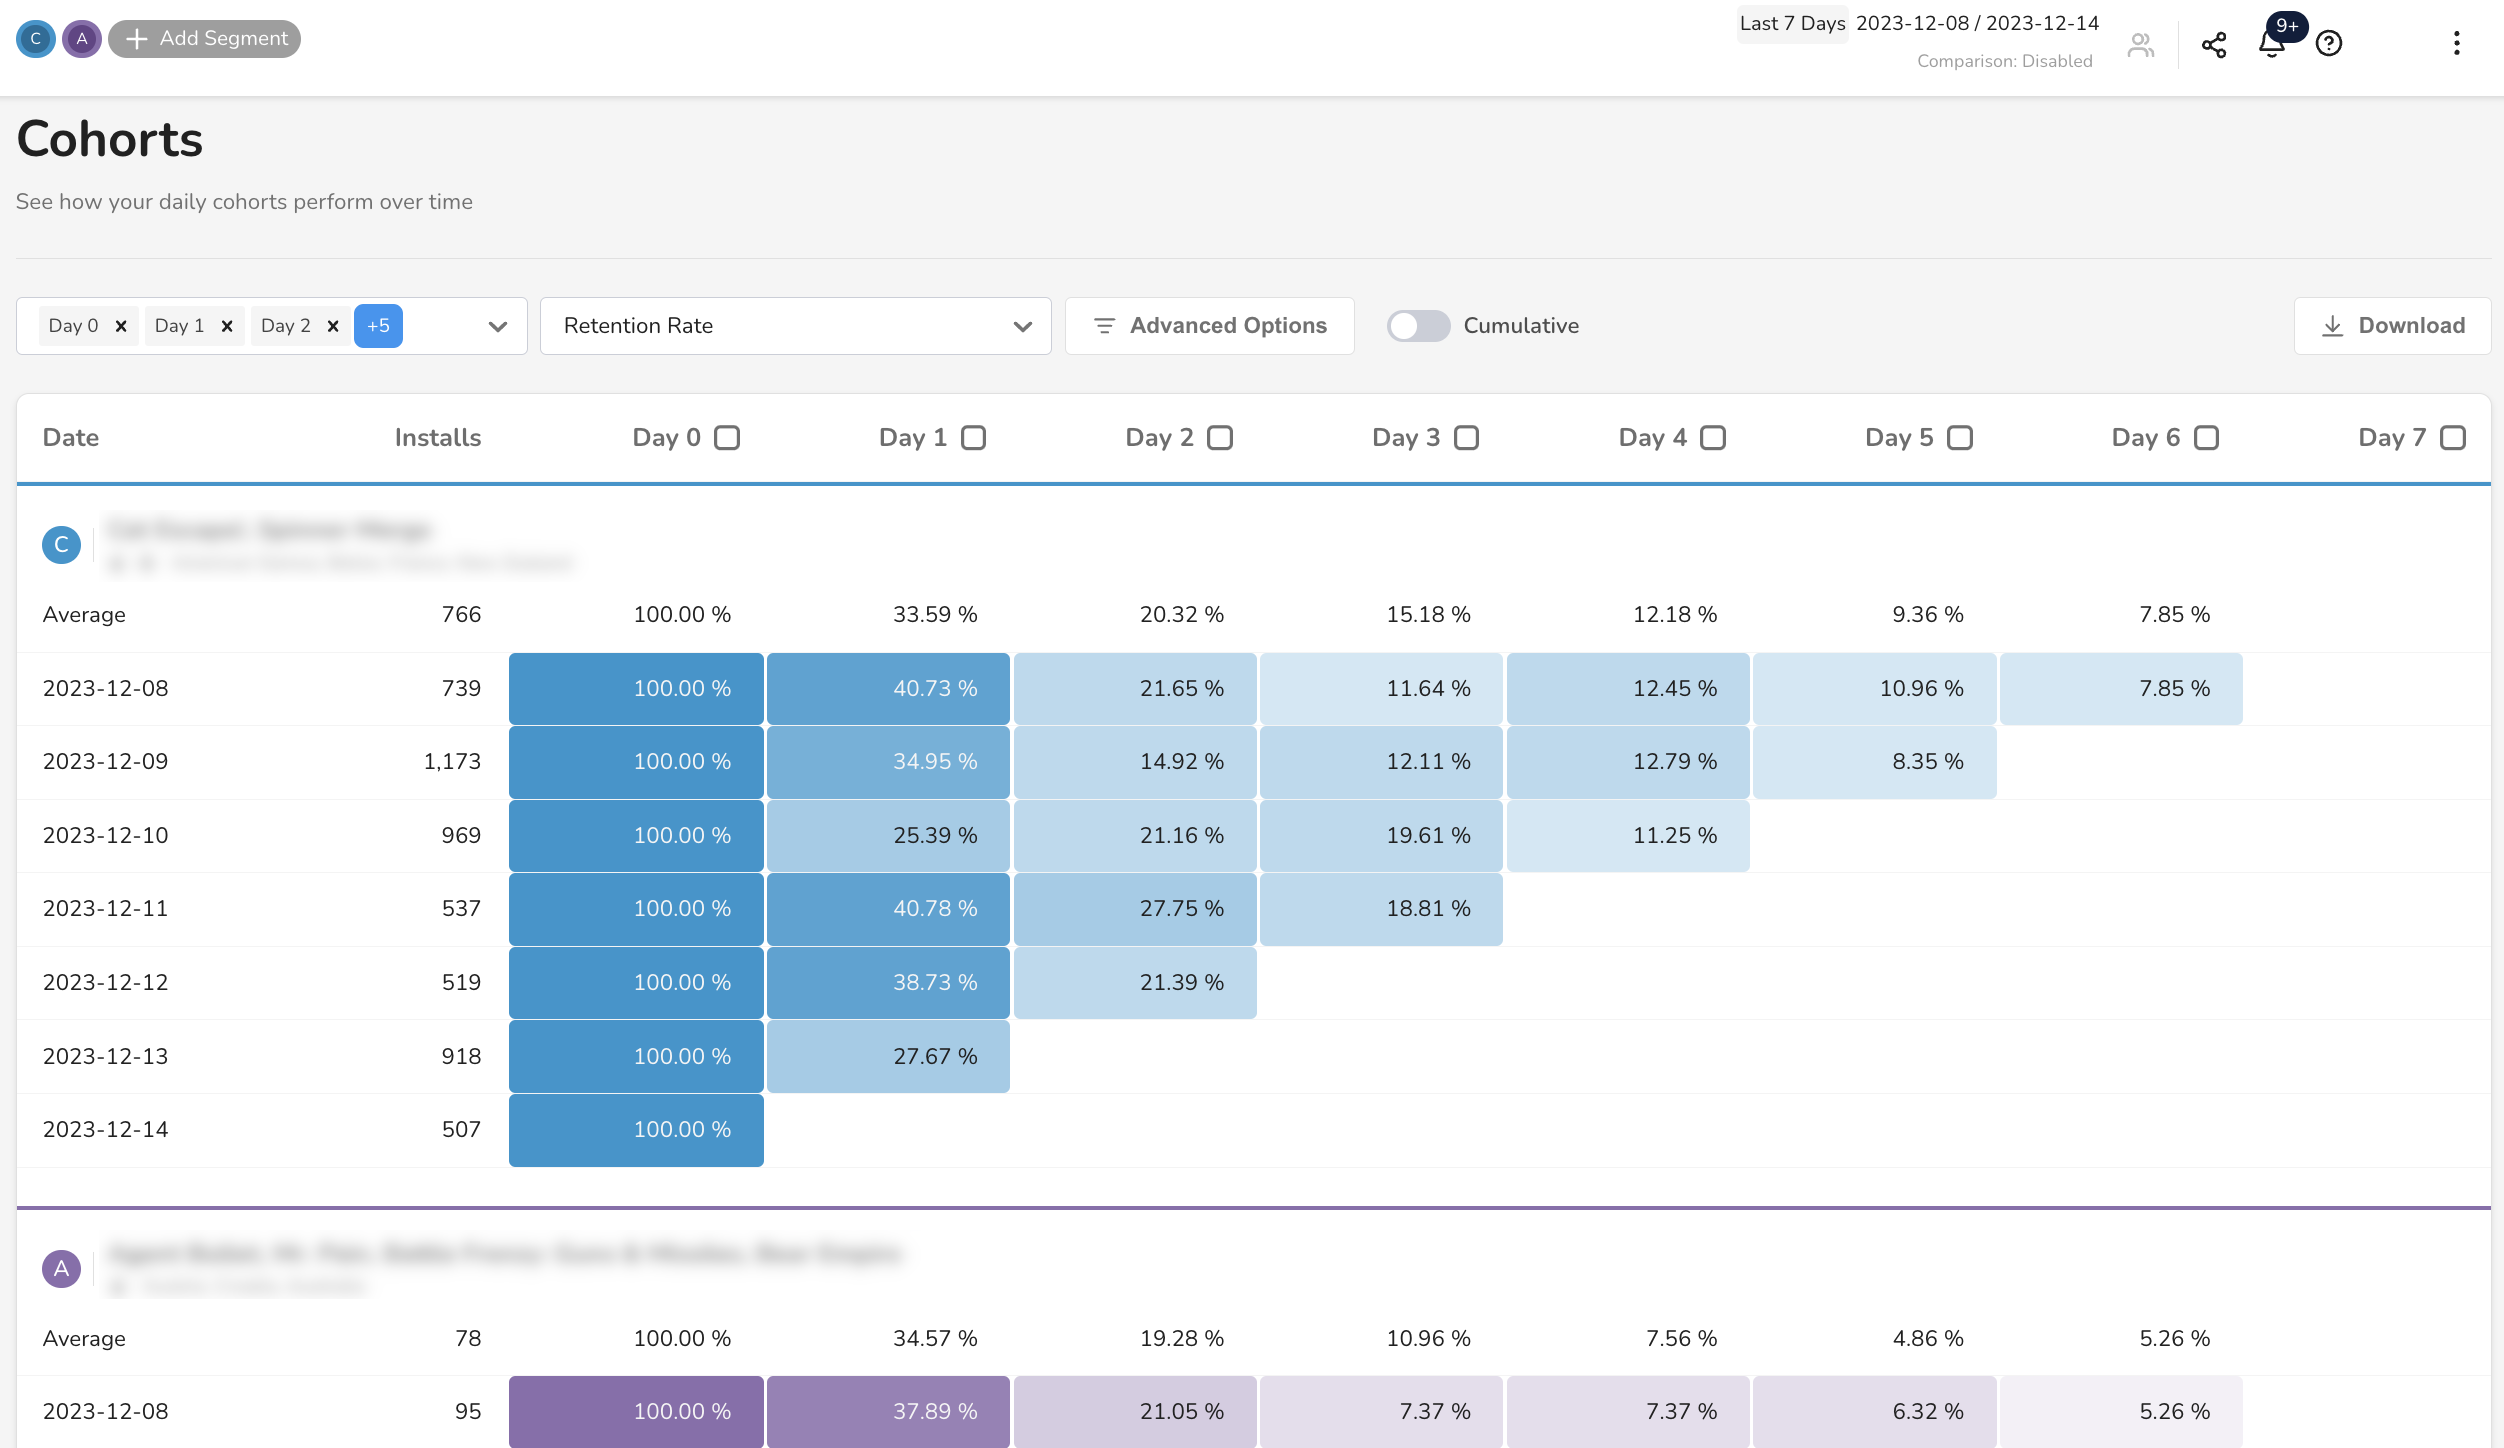 C A + Add Segment
Last 7 Days 2023-12-08 / 2023-12-14
Comparison: Disabled
9+
Cohorts
See how your daily cohorts perform over time
Day 0 × Day 1 × Day 2 × +5
Retention Rate
Advanced Options
Cumulative
Download
Date Installs Day 0 Day 1 Day 2 Day 3 Day 4 Day 5 Day 6 Day 7
C
Average 766 100.00 % 33.59 % 20.32 % 15.18 % 12.18 % 9.36 % 7.85 %
2023-12-08 739 100.00 % 40.73 % 21.65 % 11.64 % 12.45 % 10.96 % 7.85 %
2023-12-09 1,173 100.00 % 34.95 % 14.92 % 12.11 % 12.79 % 8.35 %
2023-12-10 969 100.00 % 25.39 % 21.16 % 19.61 % 11.25 %
2023-12-11 537 100.00 % 40.78 % 27.75 % 18.81 %
2023-12-12 519 100.00 % 38.73 % 21.39 %
2023-12-13 918 100.00 % 27.67 %
2023-12-14 507 100.00 %
A
Average 78 100.00 % 34.57 % 19.28 % 10.96 % 7.56 % 4.86 % 5.26 %
2023-12-08 95 100.00 % 37.89 % 21.05 % 7.37 % 7.37 % 6.32 % 5.26 %